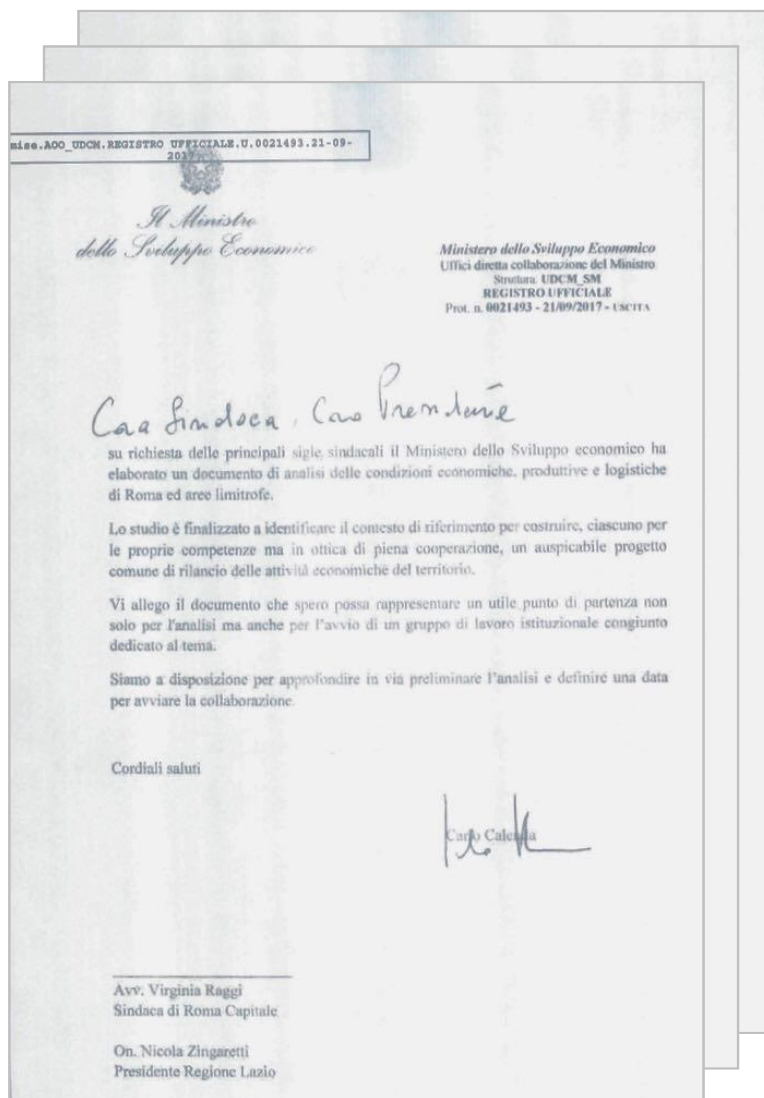 mise.AOO_UDCM.REGISTRO UFFICIALE.U.0021493.21-09-
2017
Il Ministro
dello Sviluppo Economico
Ministero dello Sviluppo Economico
Uffici diretta collaborazione del Ministro
Struttura: UDCM_SM
REGISTRO UFFICIALE
Prot. n. 0021493 - 21/09/2017 - USCITA
Cara Sindaca, Caro Presidente
su richiesta delle principali sigle sindacali il Ministero dello Sviluppo economico ha
elaborato un documento di analisi delle condizioni economiche, produttive e logistiche
di Roma ed aree limitrofe.
Lo studio è finalizzato a identificare il contesto di riferimento per costruire, ciascuno per
le proprie competenze ma in ottica di piena cooperazione, un auspicabile progetto
comune di rilancio delle attività economiche del territorio.
Vi allego il documento che spero possa rappresentare un utile punto di partenza non
solo per l'analisi ma anche per l'avvio di un gruppo di lavoro istituzionale congiunto
dedicato al tema.
Siamo a disposizione per approfondire in via preliminare l'analisi e definire una data
per avviare la collaborazione.
Cordiali saluti
Carlo Calenda
Avv. Virginia Raggi
Sindaca di Roma Capitale
On. Nicola Zingaretti
Presidente Regione Lazio